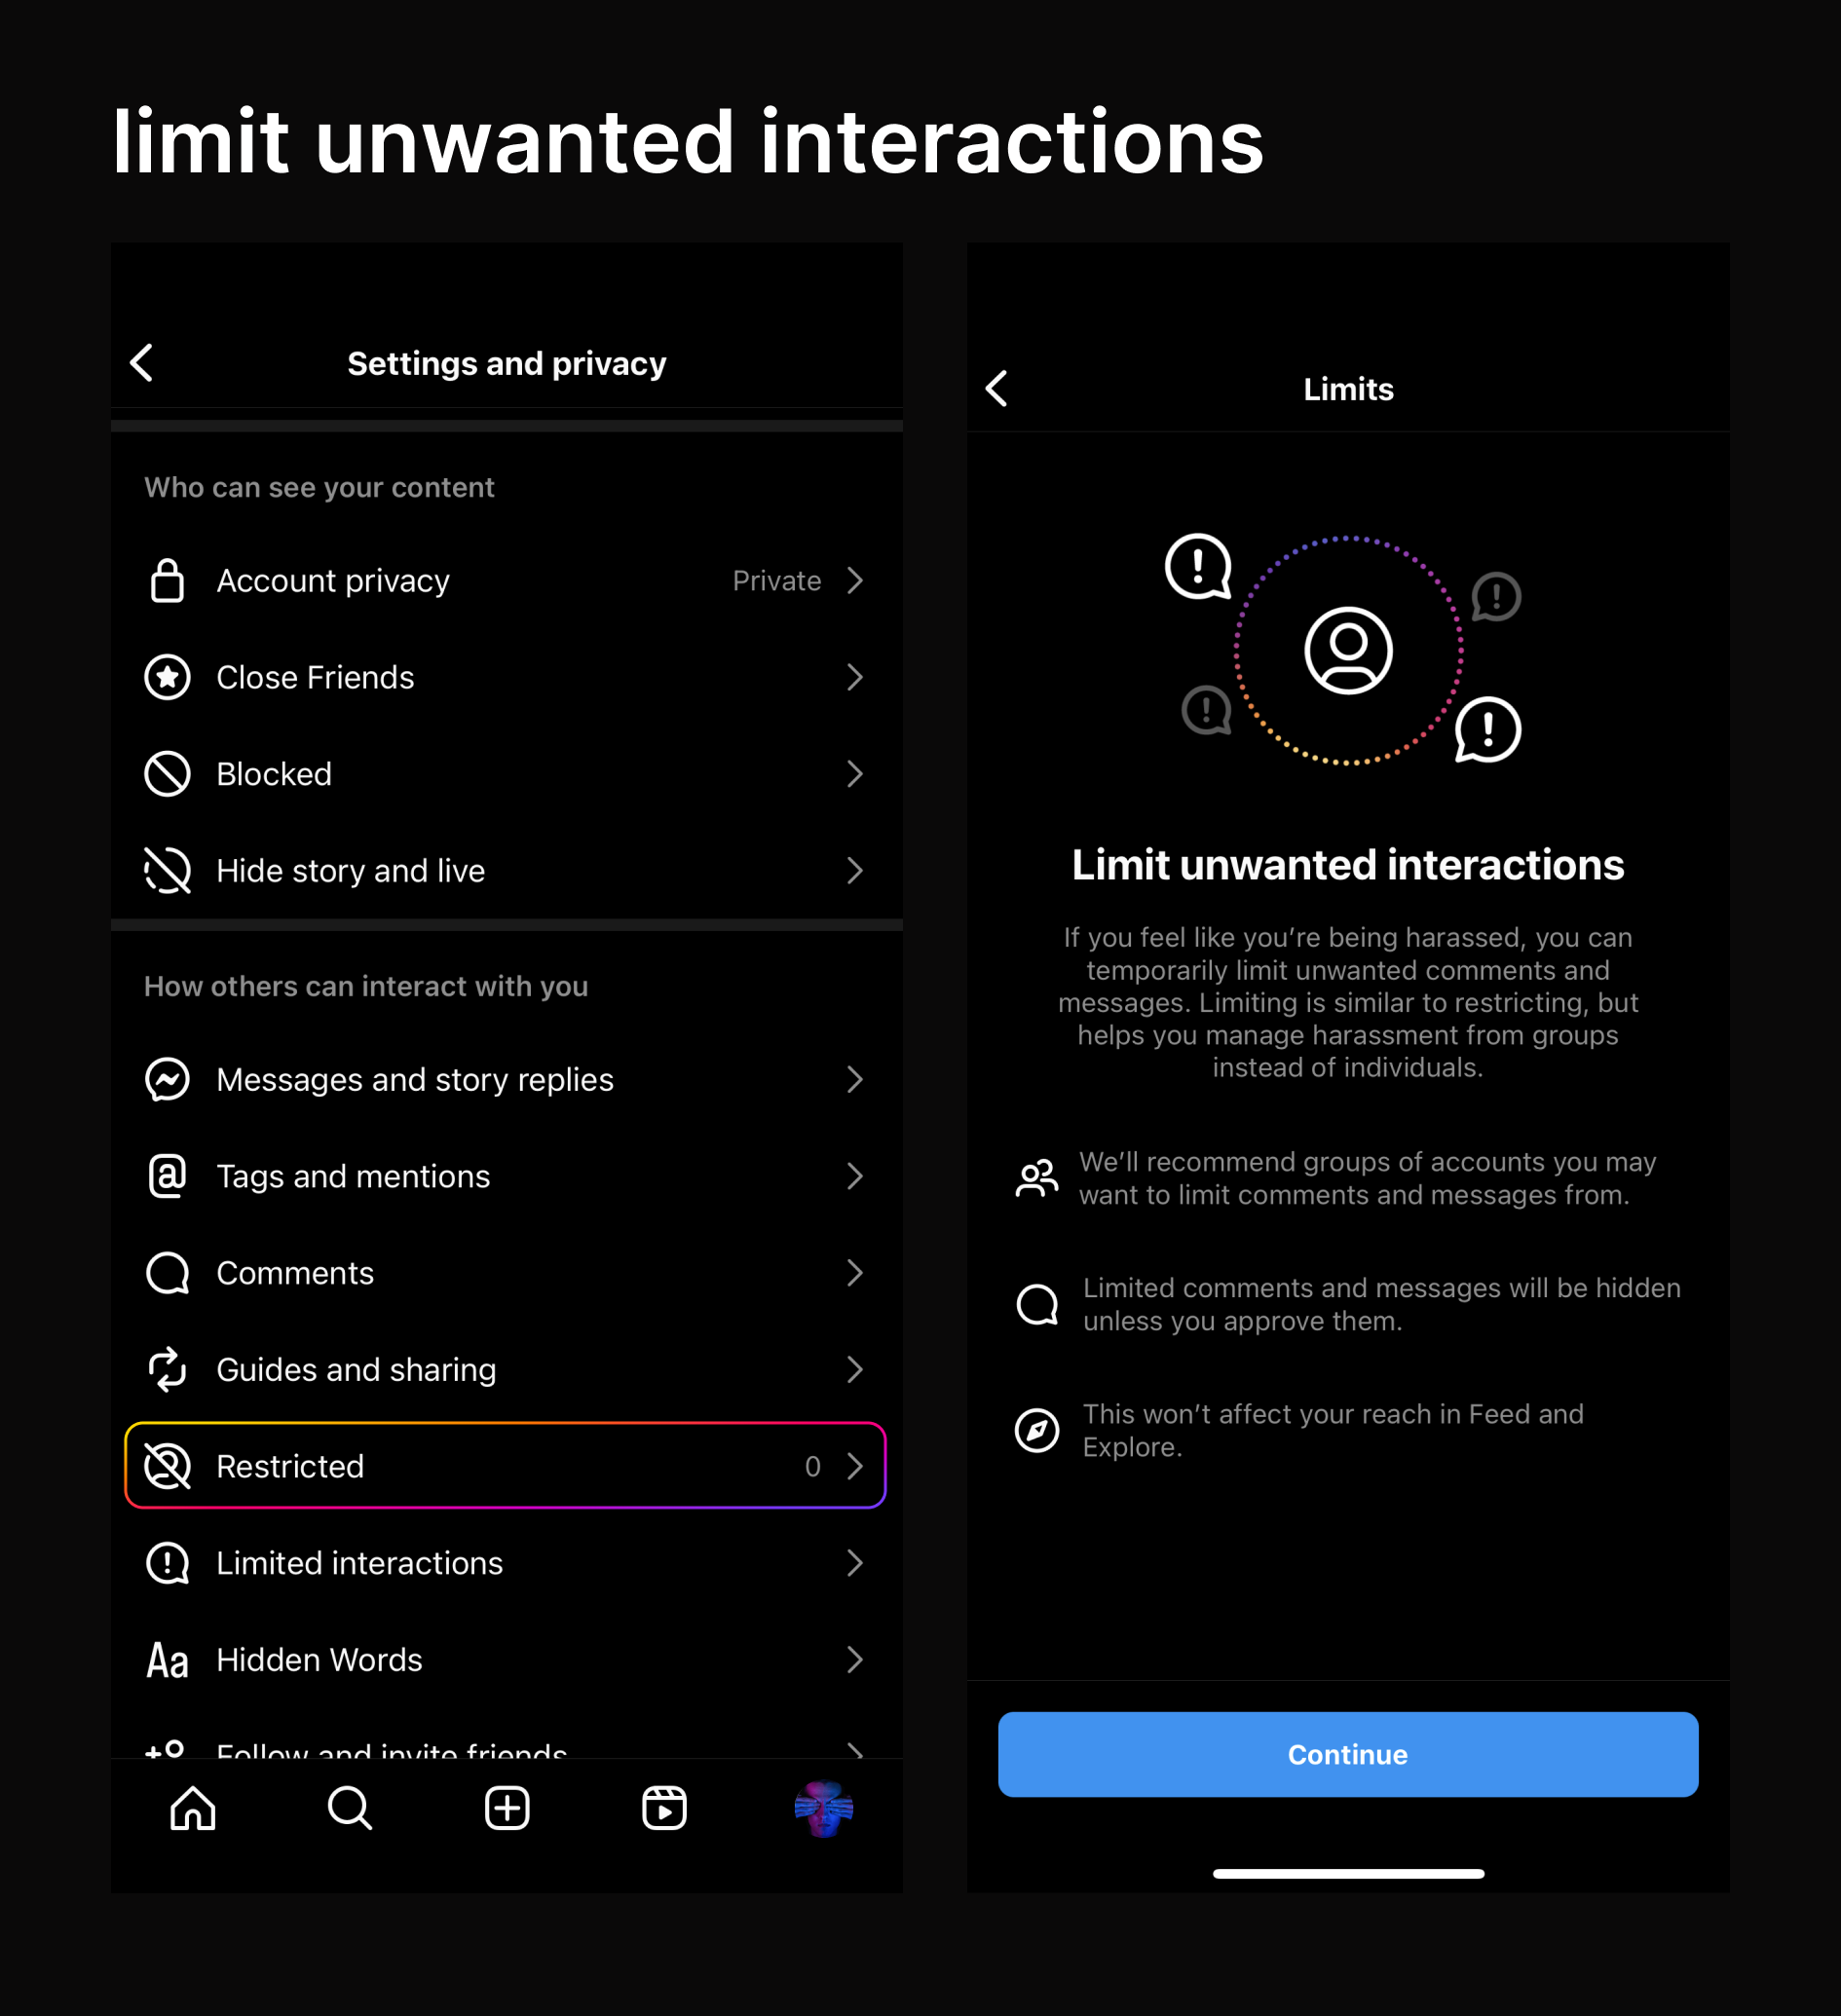 limit unwanted interactions
Settings and privacy
Who can see your content
Account privacy Private
Close Friends
Blocked
Hide story and live
How others can interact with you
Messages and story replies
Tags and mentions
Comments
Guides and sharing
Restricted 0
Limited interactions
Aa Hidden Words
Follow and invite friends
Limits
Limit unwanted interactions
If you feel like you’re being harassed, you can
temporarily limit unwanted comments and
messages. Limiting is similar to restricting, but
helps you manage harassment from groups
instead of individuals.
We’ll recommend groups of accounts you may
want to limit comments and messages from.
Limited comments and messages will be hidden
unless you approve them.
This won’t affect your reach in Feed and
Explore.
Continue